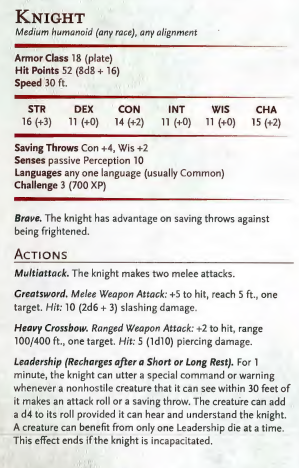 KNIGHT
Medium humanoid (any race), any alignment
Armor Class 18 (plate)
Hit Points 52 (8d8 + 16)
Speed 30 ft.
STR DEX CON INT WIS CHA
16 (+3) 11 (+0) 14 (+2) 11 (+0) 11 (+0) 15 (+2)
Saving Throws Con +4, Wis +2
Senses passive Perception 10
Languages any one language (usually Common)
Challenge 3 (700 XP)
Brave. The knight has advantage on saving throws against
being frightened.
ACTIONS
Multiattack. The knight makes two melee attacks.
Greatsword. Melee Weapon Attack: +5 to hit, reach 5 ft., one
target. Hit: 10 (2d6 + 3) slashing damage.
Heavy Crossbow. Ranged Weapon Attack: +2 to hit, range
100/400 ft., one target. Hit: 5 (1d10) piercing damage.
Leadership (Recharges after a Short or Long Rest). For 1
minute, the knight can utter a special command or warning
whenever a nonhostile creature that it can see within 30 feet of
it makes an attack roll or a saving throw. The creature can add
a d4 to its roll provided it can hear and understand the knight.
A creature can benefit from only one Leadership die at a time.
This effect ends if the knight is incapacitated.